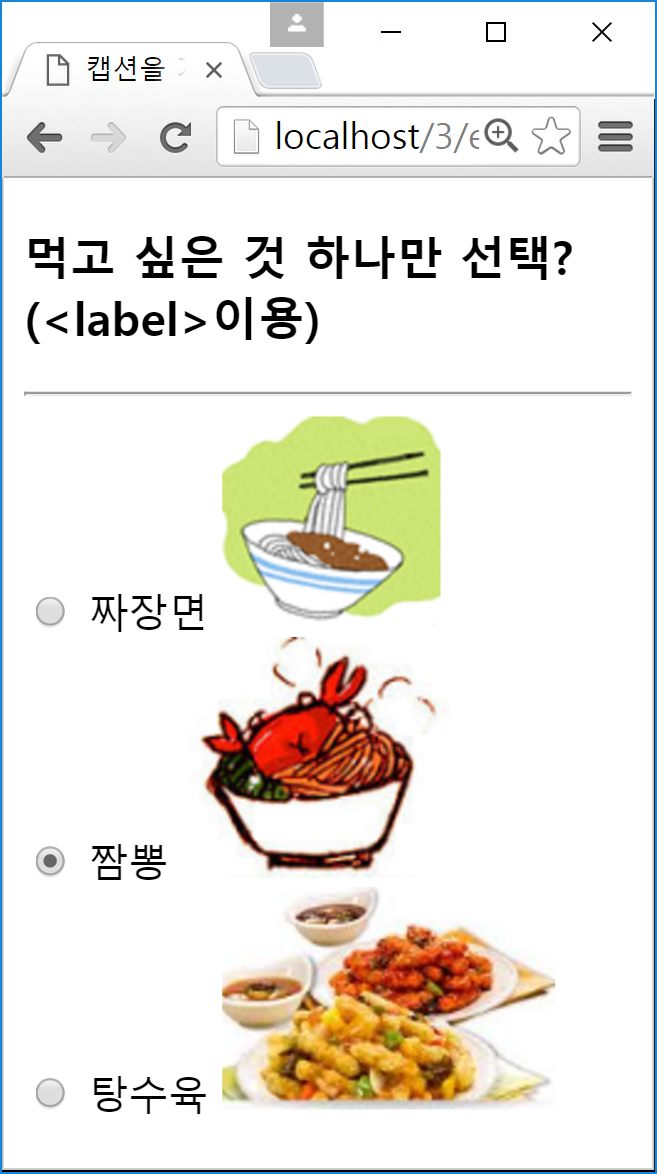 캡션을
localhost/3/e
먹고 싶은 것 하나만 선택?
(<label>이용)
짜장면
짬뽕
탕수육